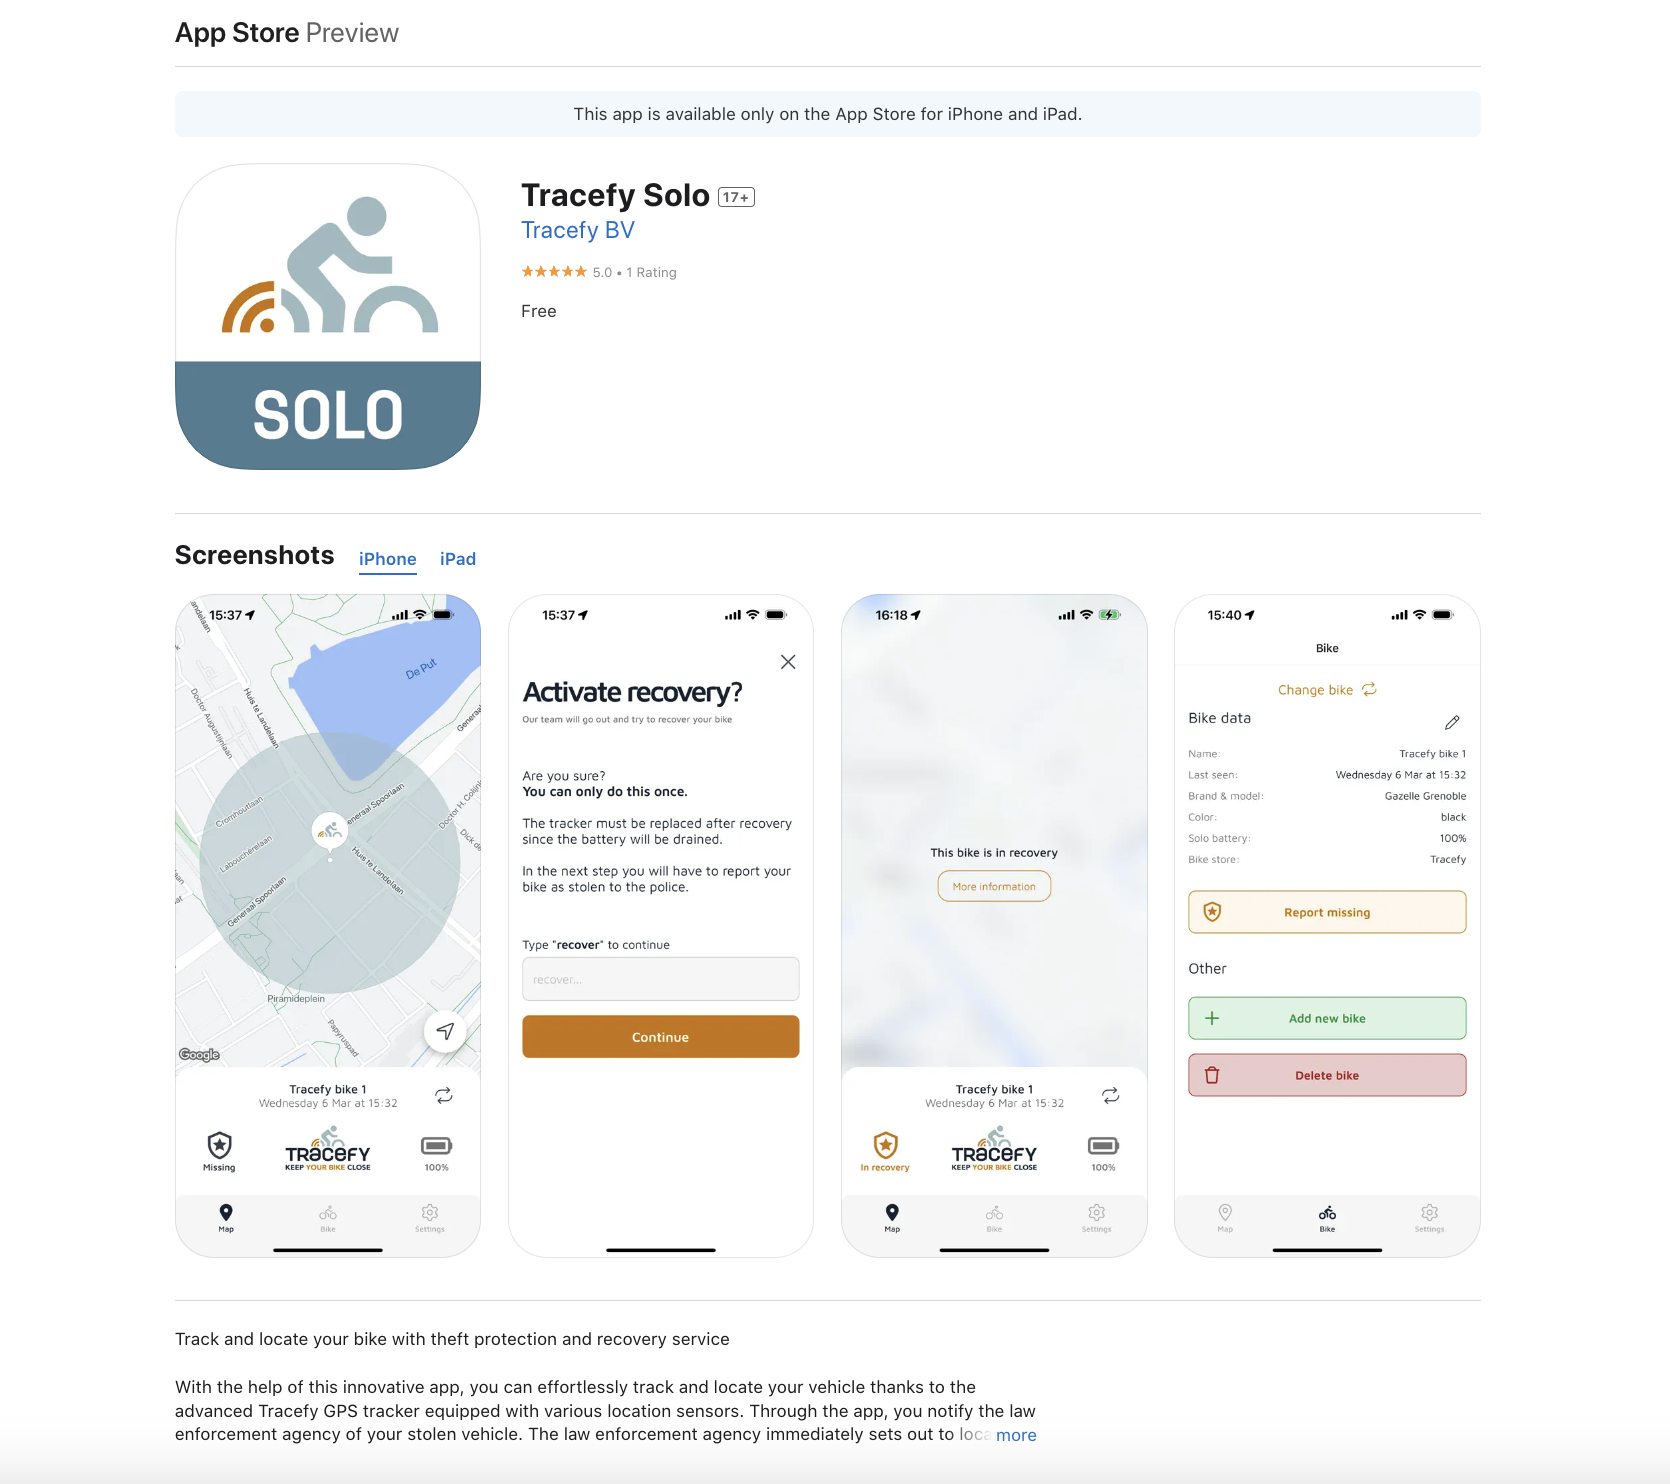 App Store Preview
This app is available only on the App Store for iPhone and iPad.
SOLO
Tracefy Solo 17+
Tracefy BV
5.0 • 1 Rating
Free
Screenshots iPhone iPad
15:37
De Put
Huis te Landelaan
Doctor Augustijnlaan
Cromhoutlaan
Generaal Spoorlaan
Laboucherelaan
Huis te Landelaan
Generaal Spoorlaan
Piramideplein
Papyruspad
Google
Tracefy bike 1
Wednesday 6 Mar at 15:32
Missing
TRACEFY
KEEP YOUR BIKE CLOSE
100%
Map Bike Settings
15:37
Activate recovery?
Our team will go out and try to recover your bike
Are you sure?
You can only do this once.
The tracker must be replaced after recovery
since the battery will be drained.
In the next step you will have to report your
bike as stolen to the police.
Type "recover" to continue
recover...
Continue
16:18
This bike is in recovery
More information
Tracefy bike 1
Wednesday 6 Mar at 15:32
In recovery
TRACEFY
KEEP YOUR BIKE CLOSE
100%
Map Bike Settings
15:40
Bike
Change bike
Bike data
Name: Tracefy bike 1
Last seen: Wednesday 6 Mar at 15:32
Brand & model: Gazelle Grenoble
Color: black
Solo battery: 100%
Bike store: Tracefy
Report missing
Other
Add new bike
Delete bike
Map Bike Settings
Track and locate your bike with theft protection and recovery service
With the help of this innovative app, you can effortlessly track and locate your vehicle thanks to the
advanced Tracefy GPS tracker equipped with various location sensors. Through the app, you notify the law
enforcement agency of your stolen vehicle. The law enforcement agency immediately sets out to loca more